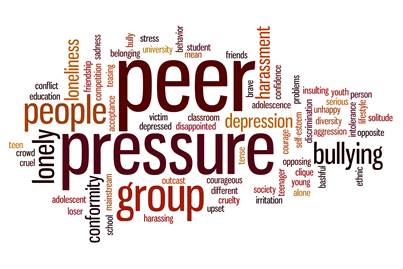 stress
bully
university
behavior
student
mean
belonging
sadness
teasing
competition
friendship
loneliness
acceptance
friends
harassment
brave
confidence
adolescence
problems
peer
conflict
education
people
victim
depressed
classroom
disappointed
depression
courage
self esteem
discrimination
insulting
youth
person
serious
unhappy
diversity
aggression
intolerance
lifestyle
solitude
opposite
teen
crowd
cruel
lonely
pressure
tense
opposing
clique
young
alone
teenager
bashful
bullying
ethnic
adolescent
loser
conformity
school
mainstream
group
outcast
harassing
courageous
different
cruelty
upset
society
irritation